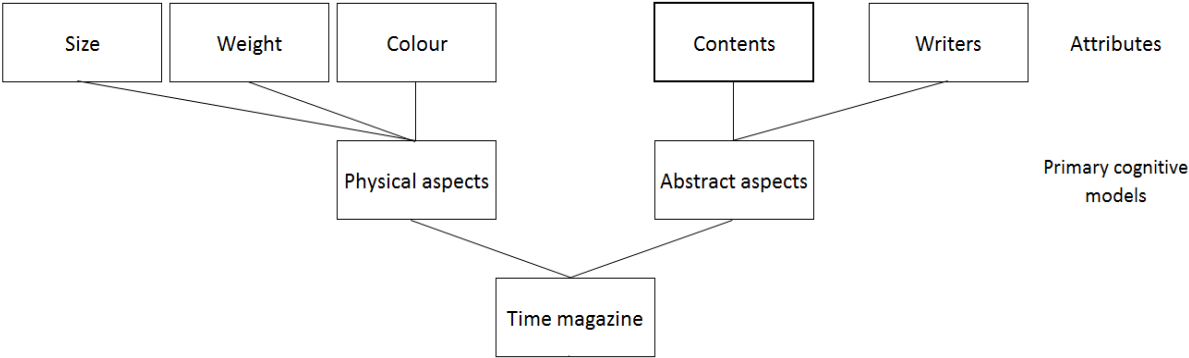 Size
Weight
Colour
Contents
Writers
Attributes
Physical aspects
Abstract aspects
Primary cognitive
models
Time magazine